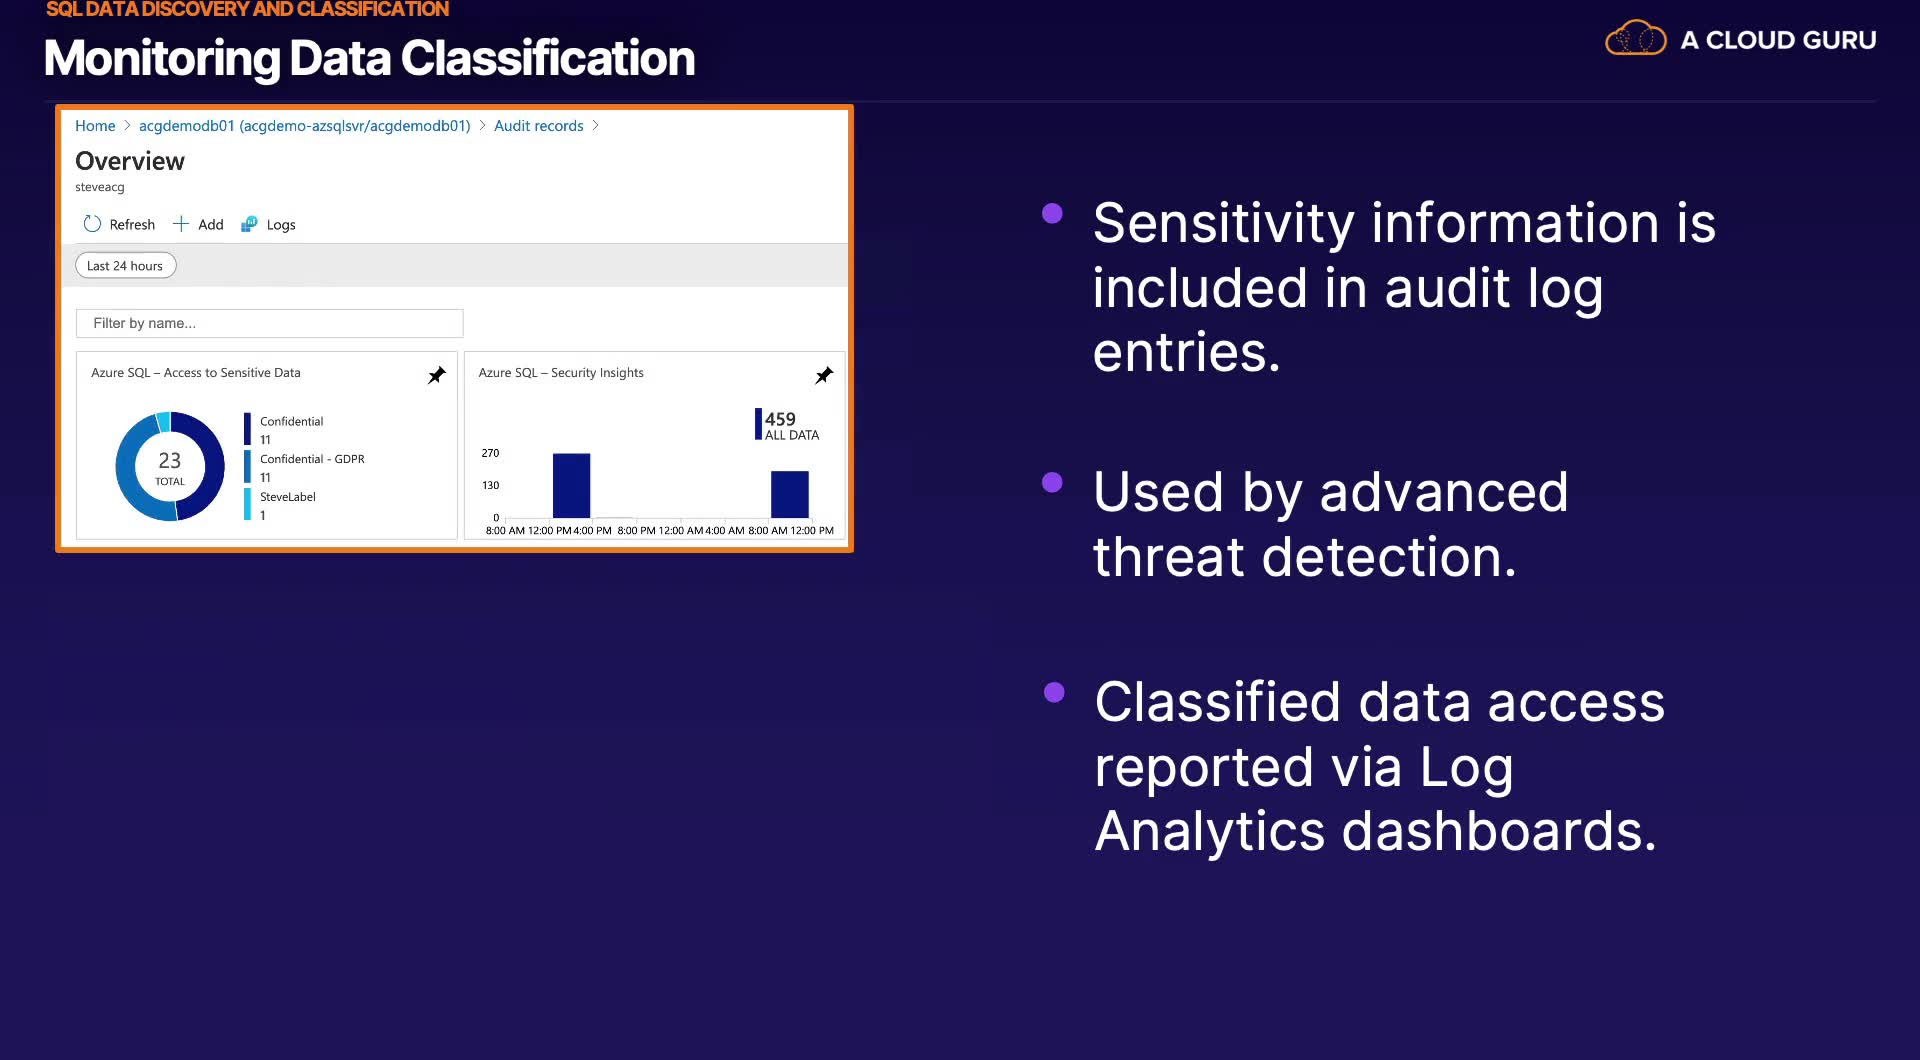 SQL DATA DISCOVERY AND CLASSIFICATION
Monitoring Data Classification
A CLOUD GURU
Home > acgdemodb01 (acgdemo-azsqlsvr/acgdemodb01) > Audit records >
Overview
steveacg
Refresh + Add Logs
Last 24 hours
Filter by name...
Azure SQL – Access to Sensitive Data
23
TOTAL
Confidential
11
Confidential - GDPR
11
SteveLabel
1
Azure SQL – Security Insights
459
ALL DATA
270
130
0
8:00 AM 12:00 PM 4:00 PM 8:00 PM 12:00 AM 4:00 AM 8:00 AM 12:00 PM
Sensitivity information is
included in audit log
entries.
Used by advanced
threat detection.
Classified data access
reported via Log
Analytics dashboards.